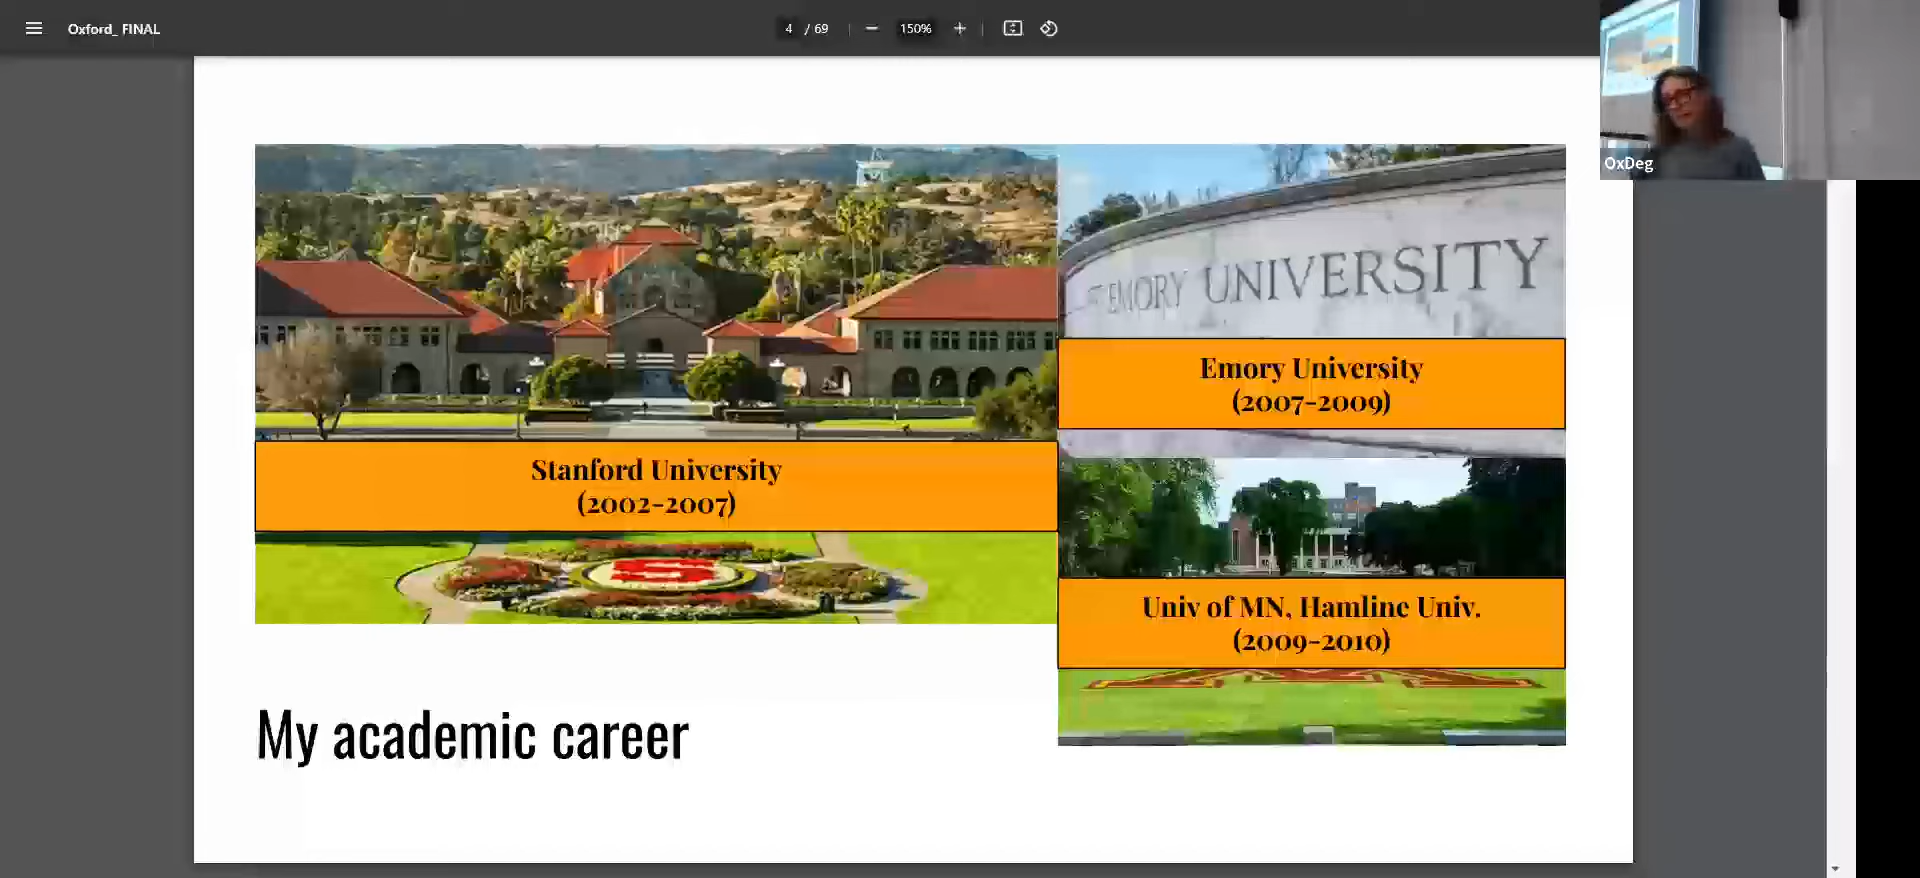 Oxford_ FINAL
4 / 69
150%
OxDeg
EMORY UNIVERSITY
Emory University
(2007-2009)
Stanford University
(2002-2007)
S
Univ of MN, Hamline Univ.
(2009-2010)
My academic career